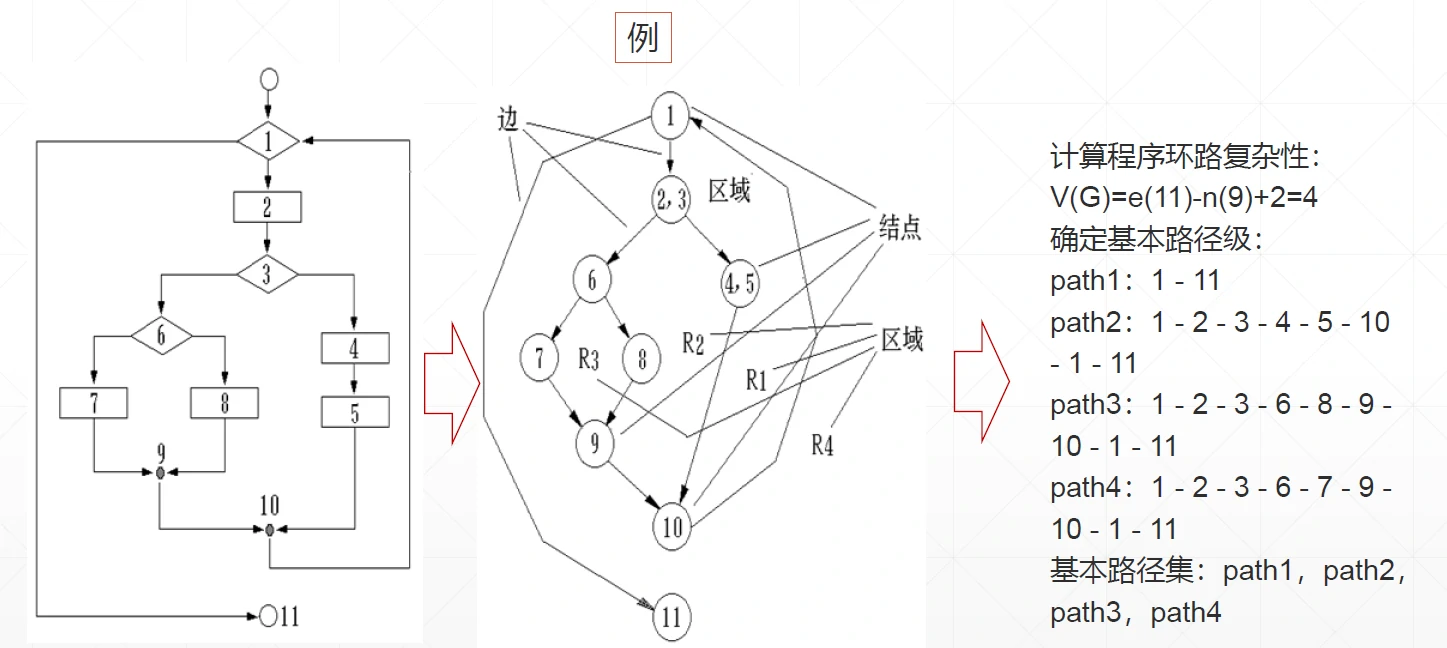 例
1
2
3
6
4
7
8
5
9
10
11
边
1
2,3
区域
结点
6
4,5
7
R3
8
R2
区域
R1
9
R4
10
11
计算程序环路复杂性：
V(G)=e(11)-n(9)+2=4
确定基本路径级：
path1：1 - 11
path2：1 - 2 - 3 - 4 - 5 - 10
- 1 - 11
path3：1 - 2 - 3 - 6 - 8 - 9 -
10 - 1 - 11
path4：1 - 2 - 3 - 6 - 7 - 9 -
10 - 1 - 11
基本路径集：path1，path2，
path3，path4